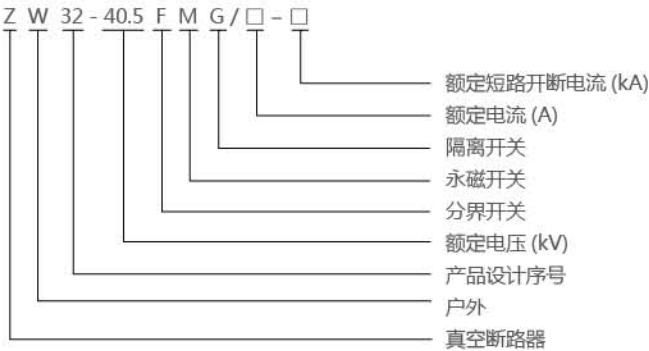 Z W 32 - 40.5 F M G / □ - □
额定短路开断电流 (kA)
额定电流 (A)
隔离开关
永磁开关
分界开关
额定电压 (kV)
产品设计序号
户外
真空断路器